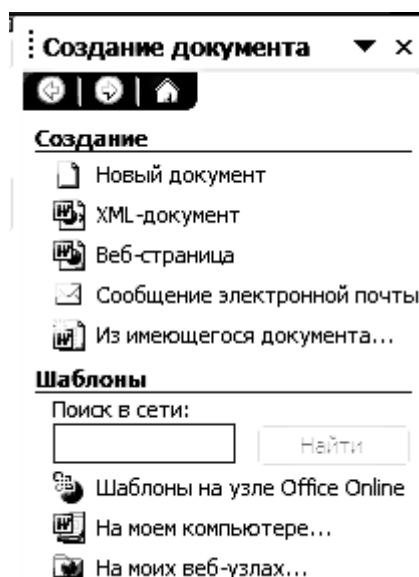 Создание документа
Создание
Новый документ
XML-документ
Веб-страница
Сообщение электронной почты
Из имеющегося документа...
Шаблоны
Поиск в сети:
Найти
Шаблоны на узле Office Online
На моем компьютере...
На моих веб-узлах...